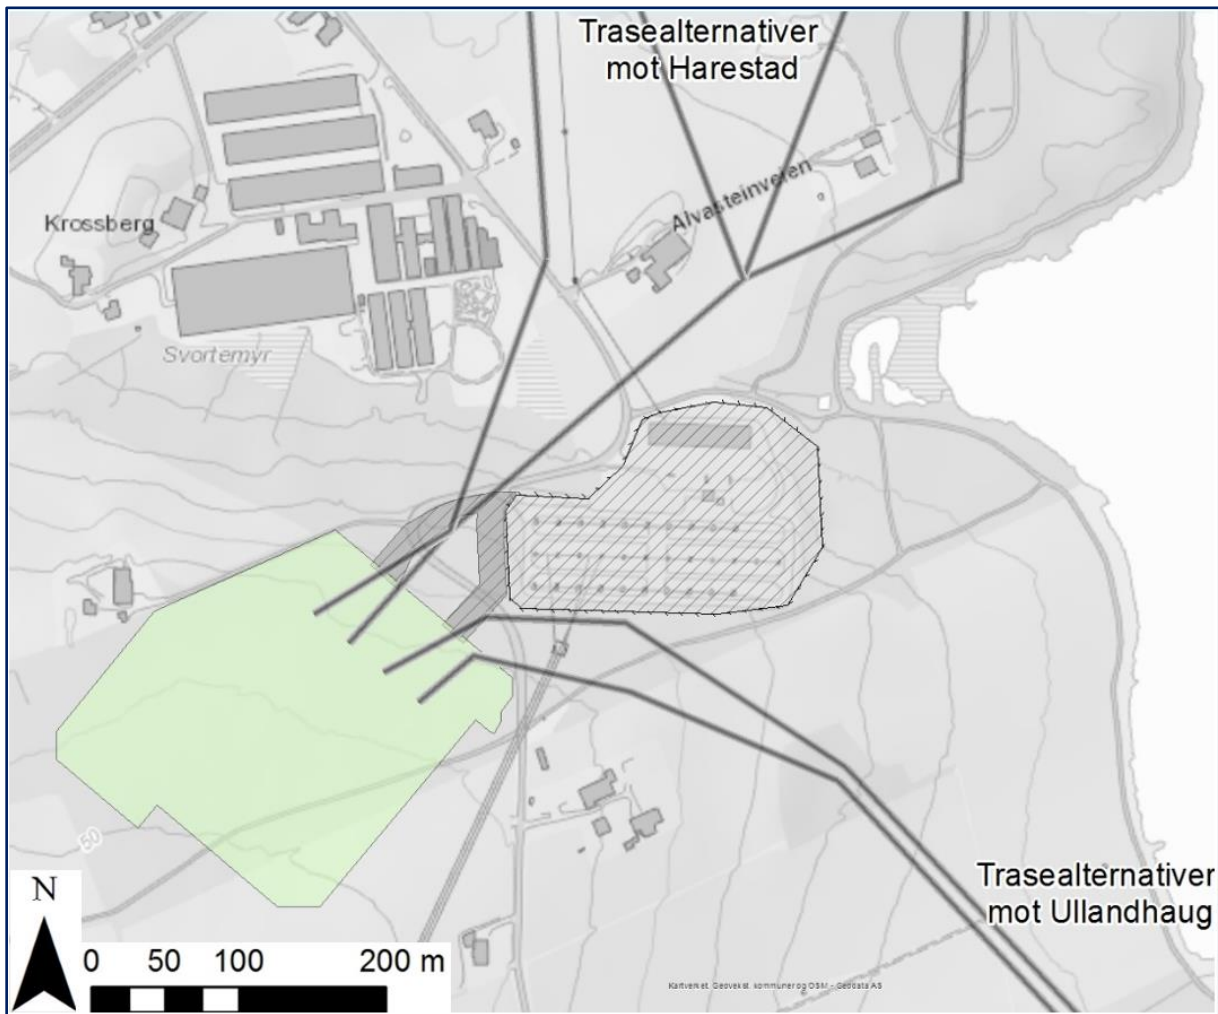 Trasealternativer
mot Harestad
Alvasteinveien
Krossberg
Svortemyr
50
Trasealternativer
mot Ullandhaug
N
0 50 100 200 m
Kartverket, Geovekst, kommuner og OSM - Geodata AS